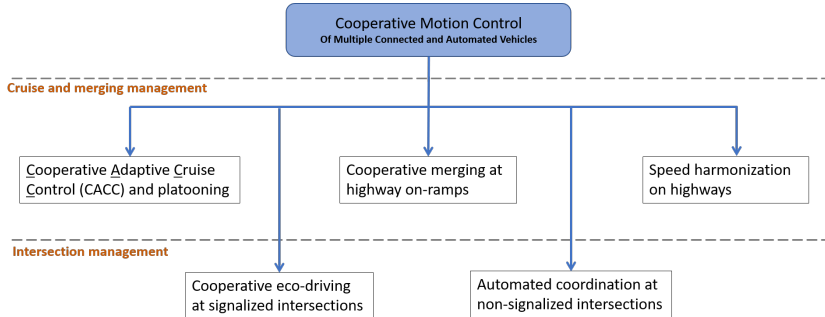 Cooperative Motion Control
Of Multiple Connected and Automated Vehicles
Cruise and merging management
Cooperative Adaptive Cruise
Control (CACC) and platooning
Cooperative merging at
highway on-ramps
Speed harmonization
on highways
Intersection management
Cooperative eco-driving
at signalized intersections
Automated coordination at
non-signalized intersections